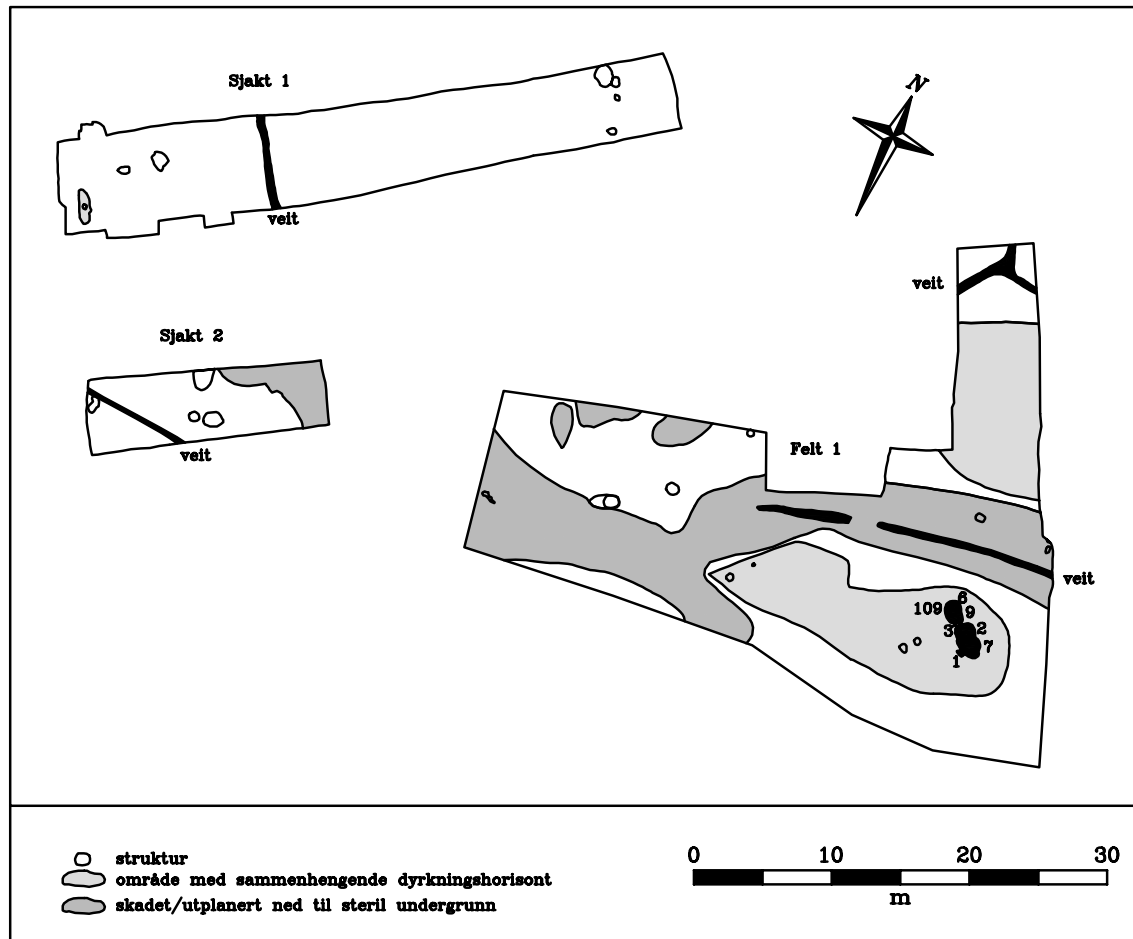 Sjakt 1
N
veit
veit
Sjakt 2
veit
Felt 1
veit
6
109
9
3
2
7
1
struktur
område med sammenhengende dyrkningshorisont
skadet/utplanert ned til steril undergrunn
0 10 20 30
m